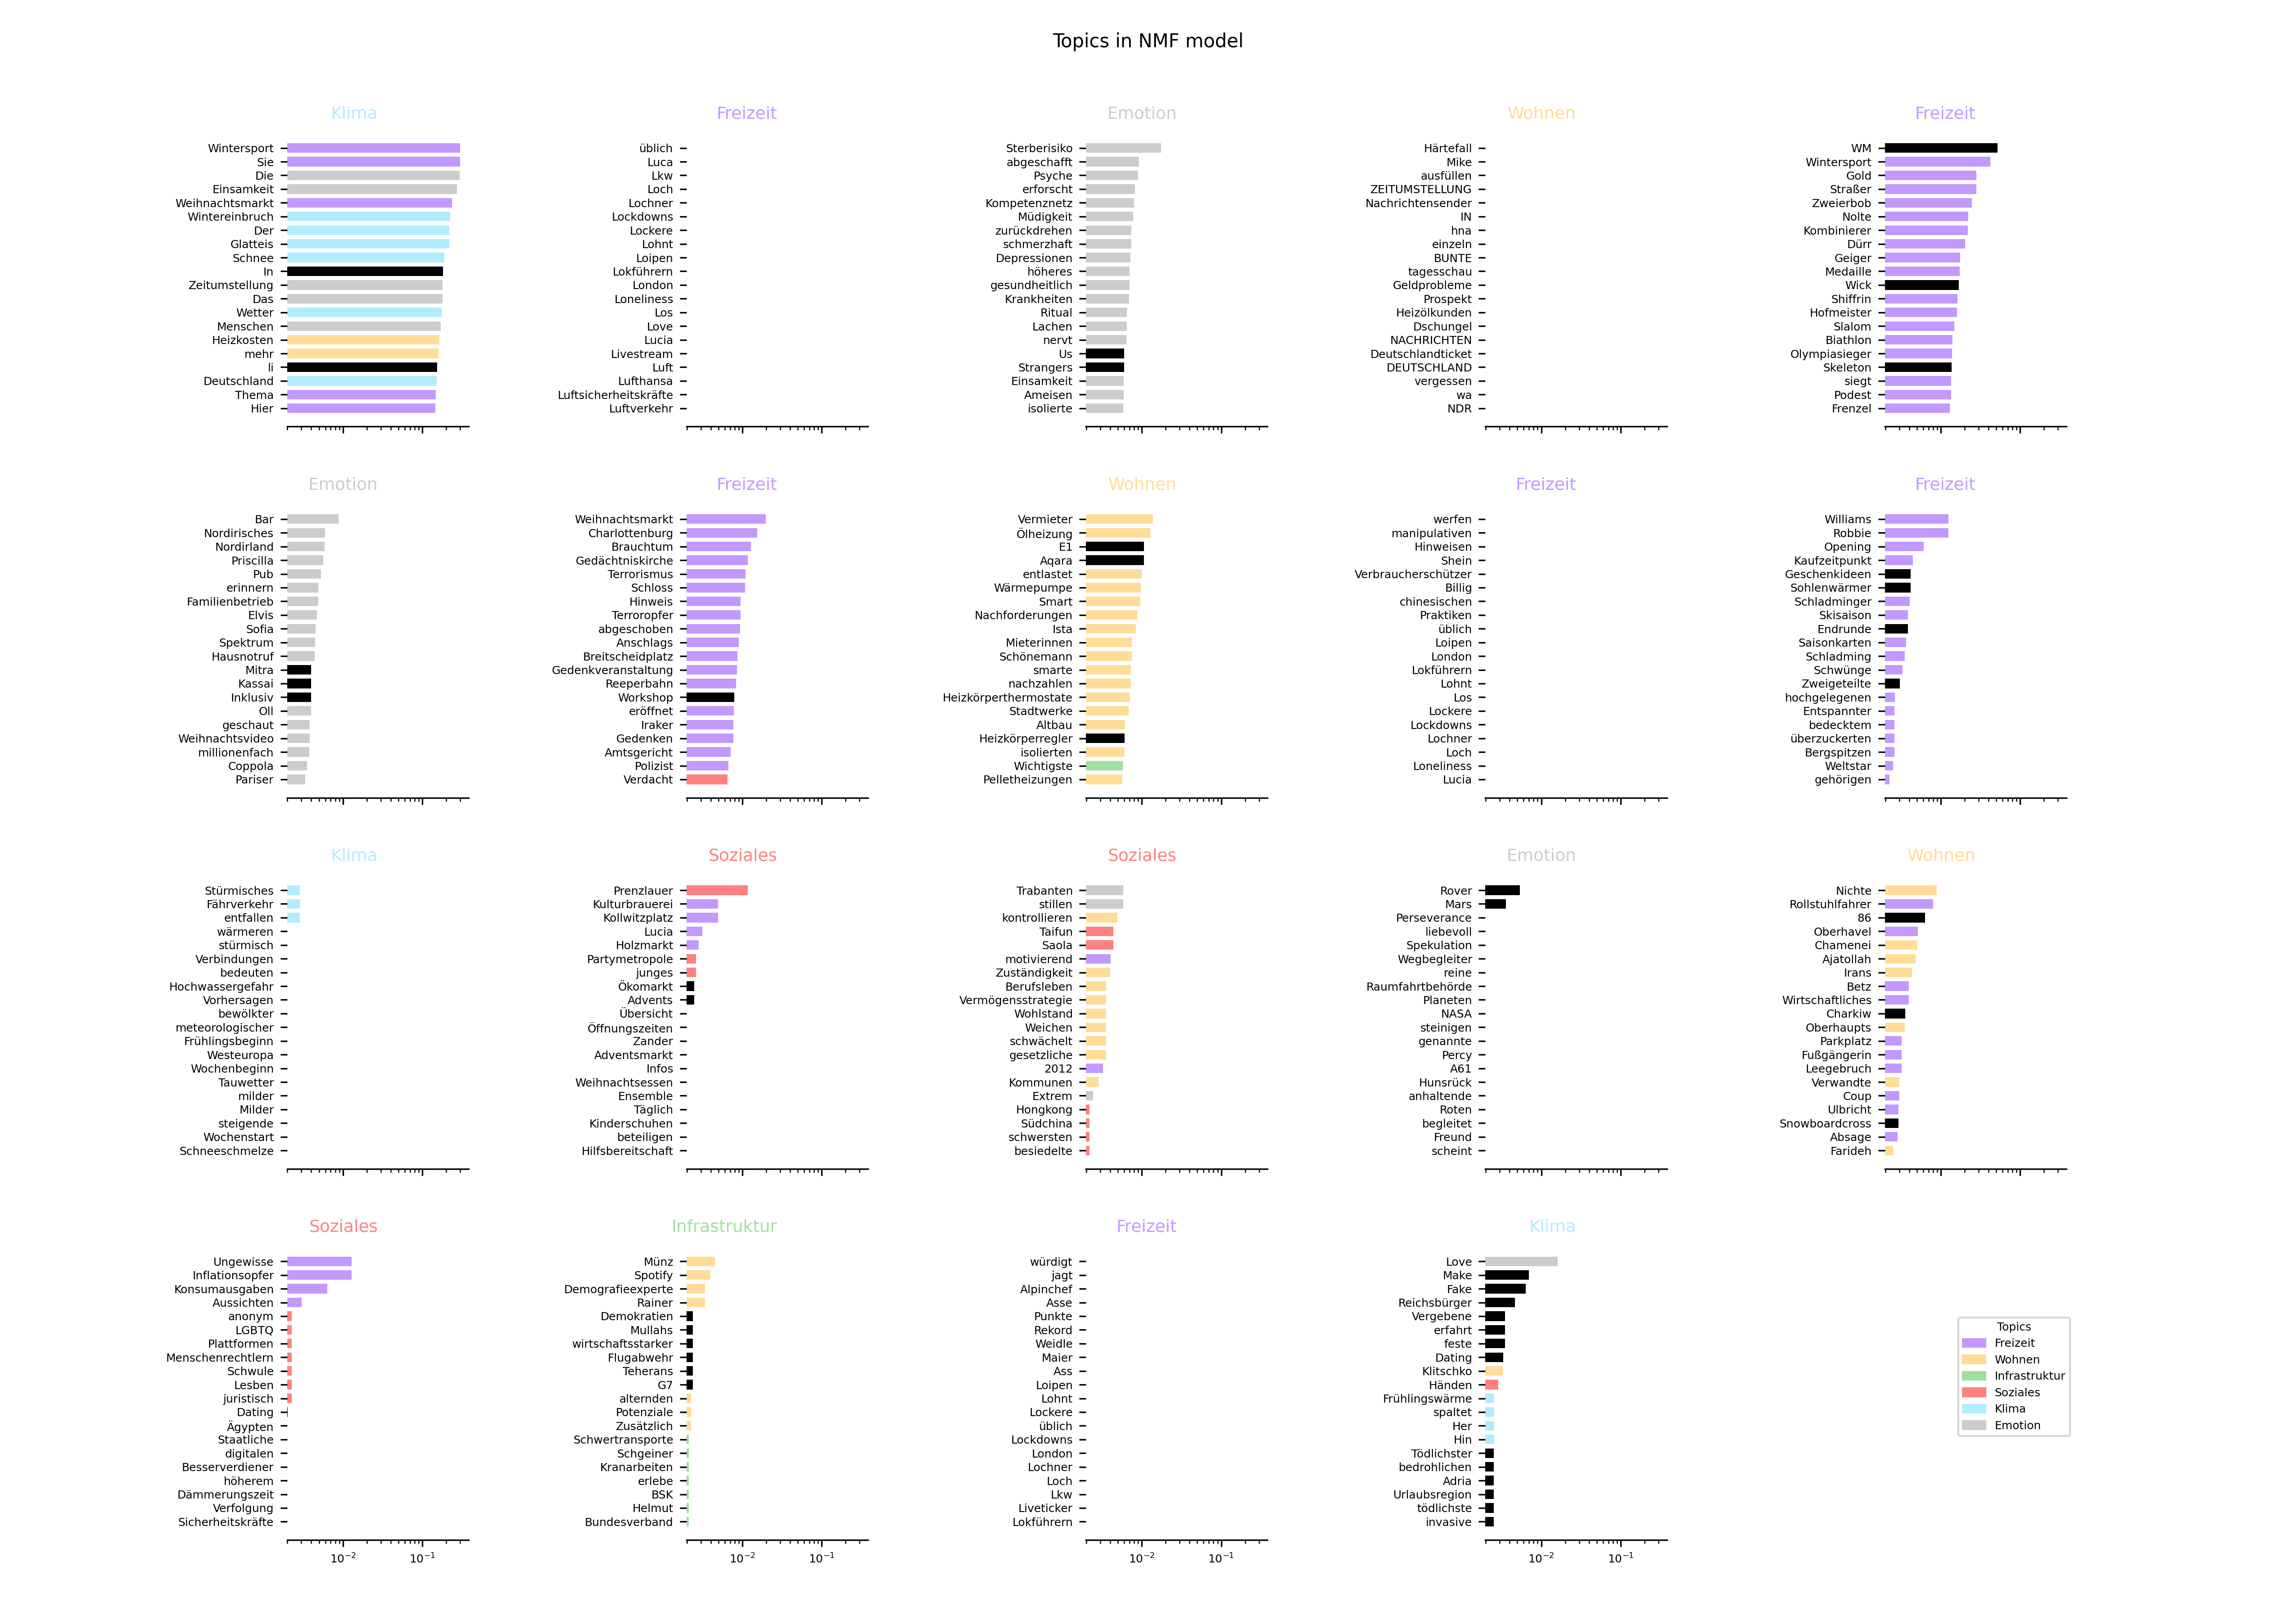 Topics in NMF model
Klima
Wintersport
Sie
Die
Einsamkeit
Weihnachtsmarkt
Wintereinbruch
Der
Glatteis
Schnee
In
Zeitumstellung
Das
Wetter
Menschen
Heizkosten
mehr
li
Deutschland
Thema
Hier
Freizeit
üblich
Luca
Lkw
Loch
Lochner
Lockdowns
Lockere
Lohnt
Loipen
Lokführern
London
Loneliness
Los
Love
Lucia
Livestream
Luft
Lufthansa
Luftsicherheitskräfte
Luftverkehr
Emotion
Sterberisiko
abgeschafft
Psyche
erforscht
Kompetenznetz
Müdigkeit
zurückdrehen
schmerzhaft
Depressionen
höheres
gesundheitlich
Krankheiten
Ritual
Lachen
nervt
Us
Strangers
Einsamkeit
Ameisen
isolierte
Wohnen
Härtefall
Mike
ausfüllen
ZEITUMSTELLUNG
Nachrichtensender
IN
hna
einzeln
BUNTE
tagesschau
Geldprobleme
Prospekt
Heizölkunden
Dschungel
NACHRICHTEN
Deutschlandticket
DEUTSCHLAND
vergessen
wa
NDR
Freizeit
WM
Wintersport
Gold
Straßer
Zweierbob
Nolte
Kombinierer
Dürr
Geiger
Medaille
Wick
Shiffrin
Hofmeister
Slalom
Biathlon
Olympiasieger
Skeleton
siegt
Podest
Frenzel
Emotion
Bar
Nordirisches
Nordirland
Priscilla
Pub
erinnern
Familienbetrieb
Elvis
Sofia
Spektrum
Hausnotruf
Mitra
Kassai
Inklusiv
Oll
geschaut
Weihnachtsvideo
millionenfach
Coppola
Pariser
Freizeit
Weihnachtsmarkt
Charlottenburg
Brauchtum
Gedächtniskirche
Terrorismus
Schloss
Hinweis
Terroropfer
abgeschoben
Anschlags
Breitscheidplatz
Gedenkveranstaltung
Reeperbahn
Workshop
eröffnet
Iraker
Gedenken
Amtsgericht
Polizist
Verdacht
Wohnen
Vermieter
Ölheizung
E1
Aqara
entlastet
Wärmepumpe
Smart
Nachforderungen
Ista
Mieterinnen
Schönemann
smarte
nachzahlen
Heizkörperthermostate
Stadtwerke
Altbau
Heizkörperregler
isolierten
Wichtigste
Pelletheizungen
Freizeit
werfen
manipulativen
Hinweisen
Shein
Verbraucherschützer
Billig
chinesischen
Praktiken
üblich
Loipen
London
Lokführern
Lohnt
Los
Lockere
Lockdowns
Lochner
Loch
Loneliness
Lucia
Freizeit
Williams
Robbie
Opening
Kaufzeitpunkt
Geschenkideen
Sohlenwärmer
Schladminger
Skisaison
Endrunde
Saisonkarten
Schladming
Schwünge
Zweigeteilte
hochgelegenen
Entspannter
bedecktem
überzuckerten
Bergspitzen
Weltstar
gehörigen
Klima
Stürmisches
Fährverkehr
entfallen
wärmeren
stürmisch
Verbindungen
bedeuten
Hochwassergefahr
Vorhersagen
bewölkter
meteorologischer
Frühlingsbeginn
Westeuropa
Wochenbeginn
Tauwetter
milder
Milder
steigende
Wochenstart
Schneeschmelze
Soziales
Prenzlauer
Kulturbrauerei
Kollwitzplatz
Lucia
Holzmarkt
Partymetropole
junges
Ökomarkt
Advents
Übersicht
Öffnungszeiten
Zander
Adventsmarkt
Infos
Weihnachtsessen
Ensemble
Täglich
Kinderschuhen
beteiligen
Hilfsbereitschaft
Soziales
Trabanten
stillen
kontrollieren
Taifun
Saola
motivierend
Zuständigkeit
Berufsleben
Vermögensstrategie
Wohlstand
Weichen
schwächelt
gesetzliche
2012
Kommunen
Extrem
Hongkong
Südchina
schwersten
besiedelte
Emotion
Rover
Mars
Perseverance
liebevoll
Spekulation
Wegbegleiter
reine
Raumfahrtbehörde
Planeten
NASA
steinigen
genannte
Percy
A61
Hunsrück
anhaltende
Roten
begleitet
Freund
scheint
Wohnen
Nichte
Rollstuhlfahrer
86
Oberhavel
Chamenei
Ajatollah
Irans
Betz
Wirtschaftliches
Charkiw
Oberhaupts
Parkplatz
Fußgängerin
Leegebruch
Verwandte
Coup
Ulbricht
Snowboardcross
Absage
Farideh
Soziales
Ungewisse
Inflationsopfer
Konsumausgaben
Aussichten
anonym
LGBTQ
Plattformen
Menschenrechtlern
Schwule
Lesben
juristisch
Dating
Ägypten
Staatliche
digitalen
Besserverdiener
höherem
Dämmerungszeit
Verfolgung
Sicherheitskräfte
10⁻² 10⁻¹
Infrastruktur
Münz
Spotify
Demografieexperte
Rainer
Demokratien
Mullahs
wirtschaftsstarker
Flugabwehr
Teherans
G7
alternden
Potenziale
Zusätzlich
Schwertransporte
Schgeiner
Kranarbeiten
erlebe
BSK
Helmut
Bundesverband
10⁻² 10⁻¹
Freizeit
würdigt
jagt
Alpinchef
Asse
Punkte
Rekord
Weidle
Maier
Ass
Loipen
Lohnt
Lockere
üblich
Lockdowns
London
Lochner
Loch
Lkw
Liveticker
Lokführern
10⁻² 10⁻¹
Klima
Love
Make
Fake
Reichsbürger
Vergebene
erfahrt
feste
Dating
Klitschko
Händen
Frühlingswärme
spaltet
Her
Hin
Tödlichster
bedrohlichen
Adria
Urlaubsregion
tödlichste
invasive
10⁻² 10⁻¹
Topics
Freizeit
Wohnen
Infrastruktur
Soziales
Klima
Emotion